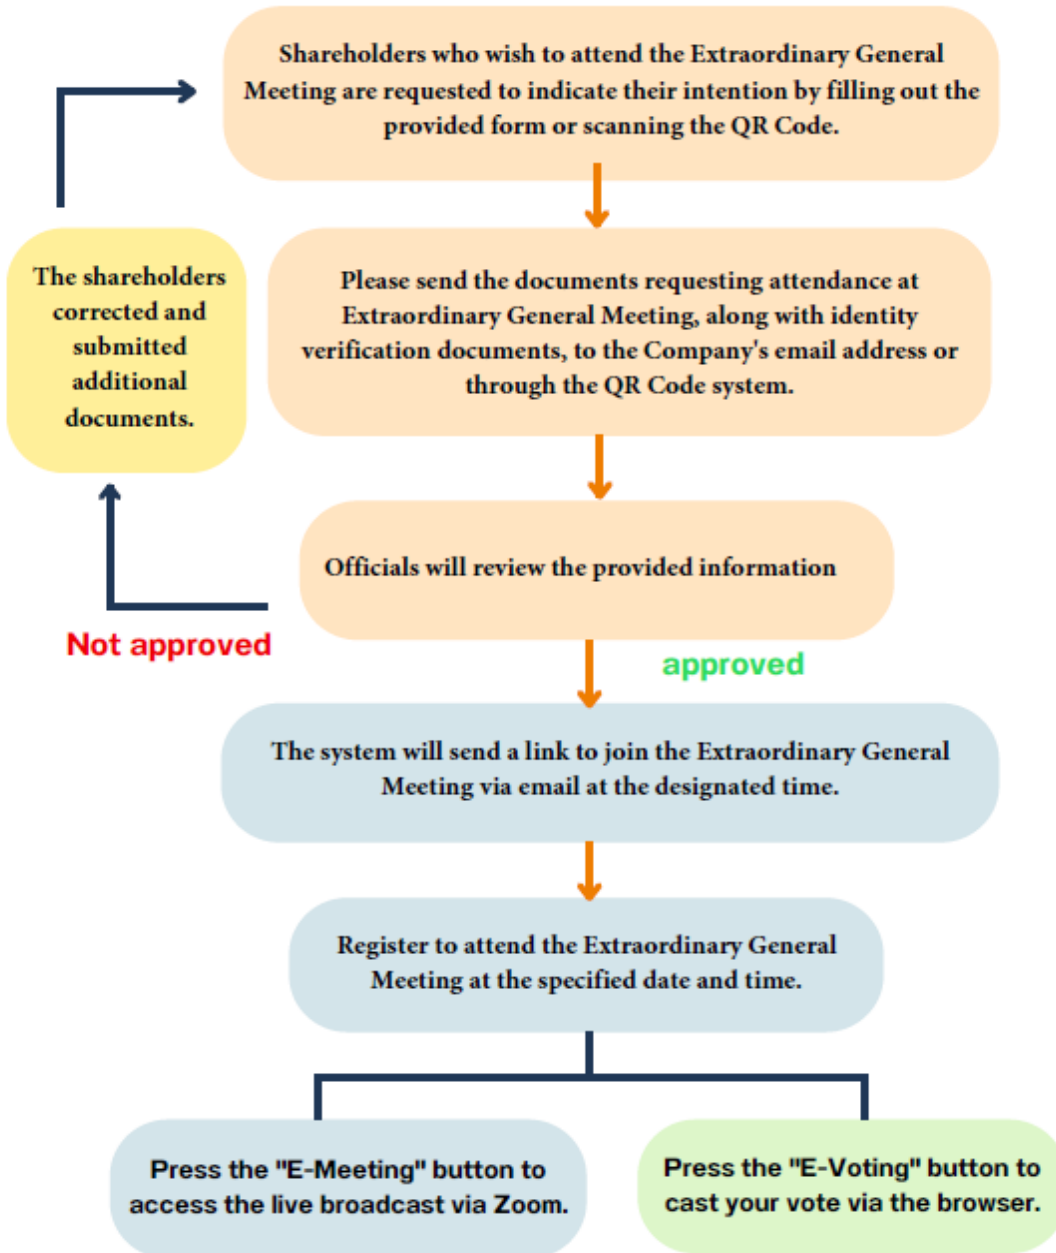 Shareholders who wish to attend the Extraordinary General
Meeting are requested to indicate their intention by filling out the
provided form or scanning the QR Code.
Please send the documents requesting attendance at
Extraordinary General Meeting, along with identity
verification documents, to the Company's email address or
through the QR Code system.
The shareholders
corrected and
submitted
additional
documents.
Officials will review the provided information
Not approved
approved
The system will send a link to join the Extraordinary General
Meeting via email at the designated time.
Register to attend the Extraordinary General
Meeting at the specified date and time.
Press the "E-Meeting" button to
access the live broadcast via Zoom.
Press the "E-Voting" button to
cast your vote via the browser.